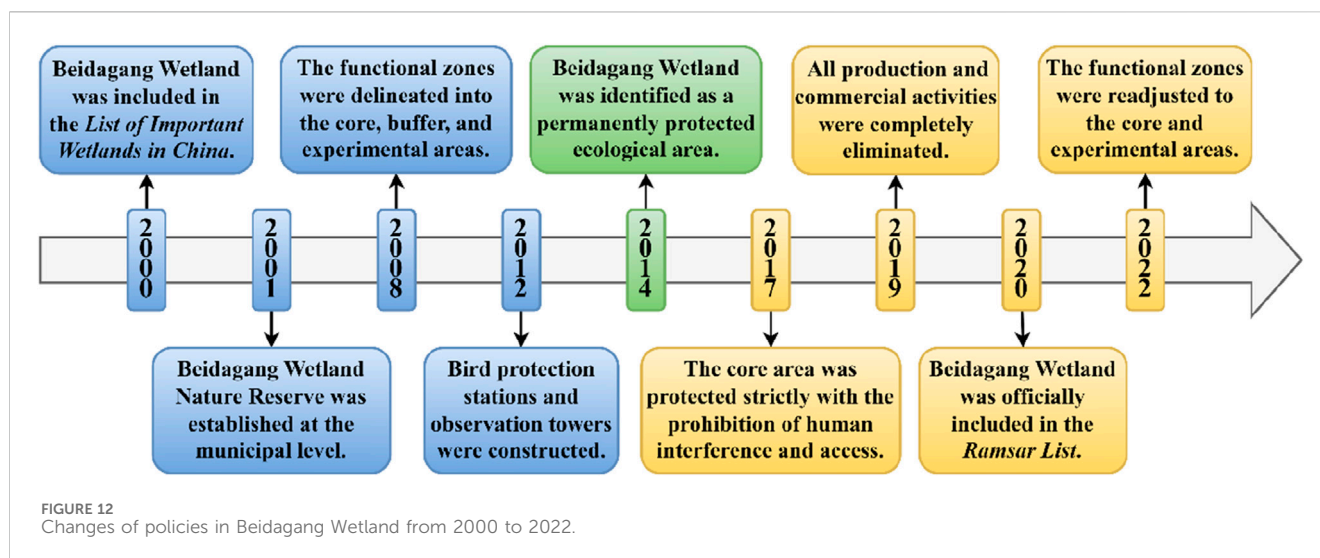 Beidagang Wetland
was included in
the List of Important
Wetlands in China.
The functional zones
were delineated into
the core, buffer, and
experimental areas.
Beidagang Wetland
was identified as a
permanently protected
ecological area.
All production and
commercial activities
were completely
eliminated.
The functional zones
were readjusted to
the core and
experimental areas.
2000
2001
2008
2012
2014
2017
2019
2020
2022
Beidagang Wetland
Nature Reserve was
established at the
municipal level.
Bird protection
stations and
observation towers
were constructed.
The core area was
protected strictly with the
prohibition of human
interference and access.
Beidagang Wetland
was officially
included in the
Ramsar List.
FIGURE 12
Changes of policies in Beidagang Wetland from 2000 to 2022.